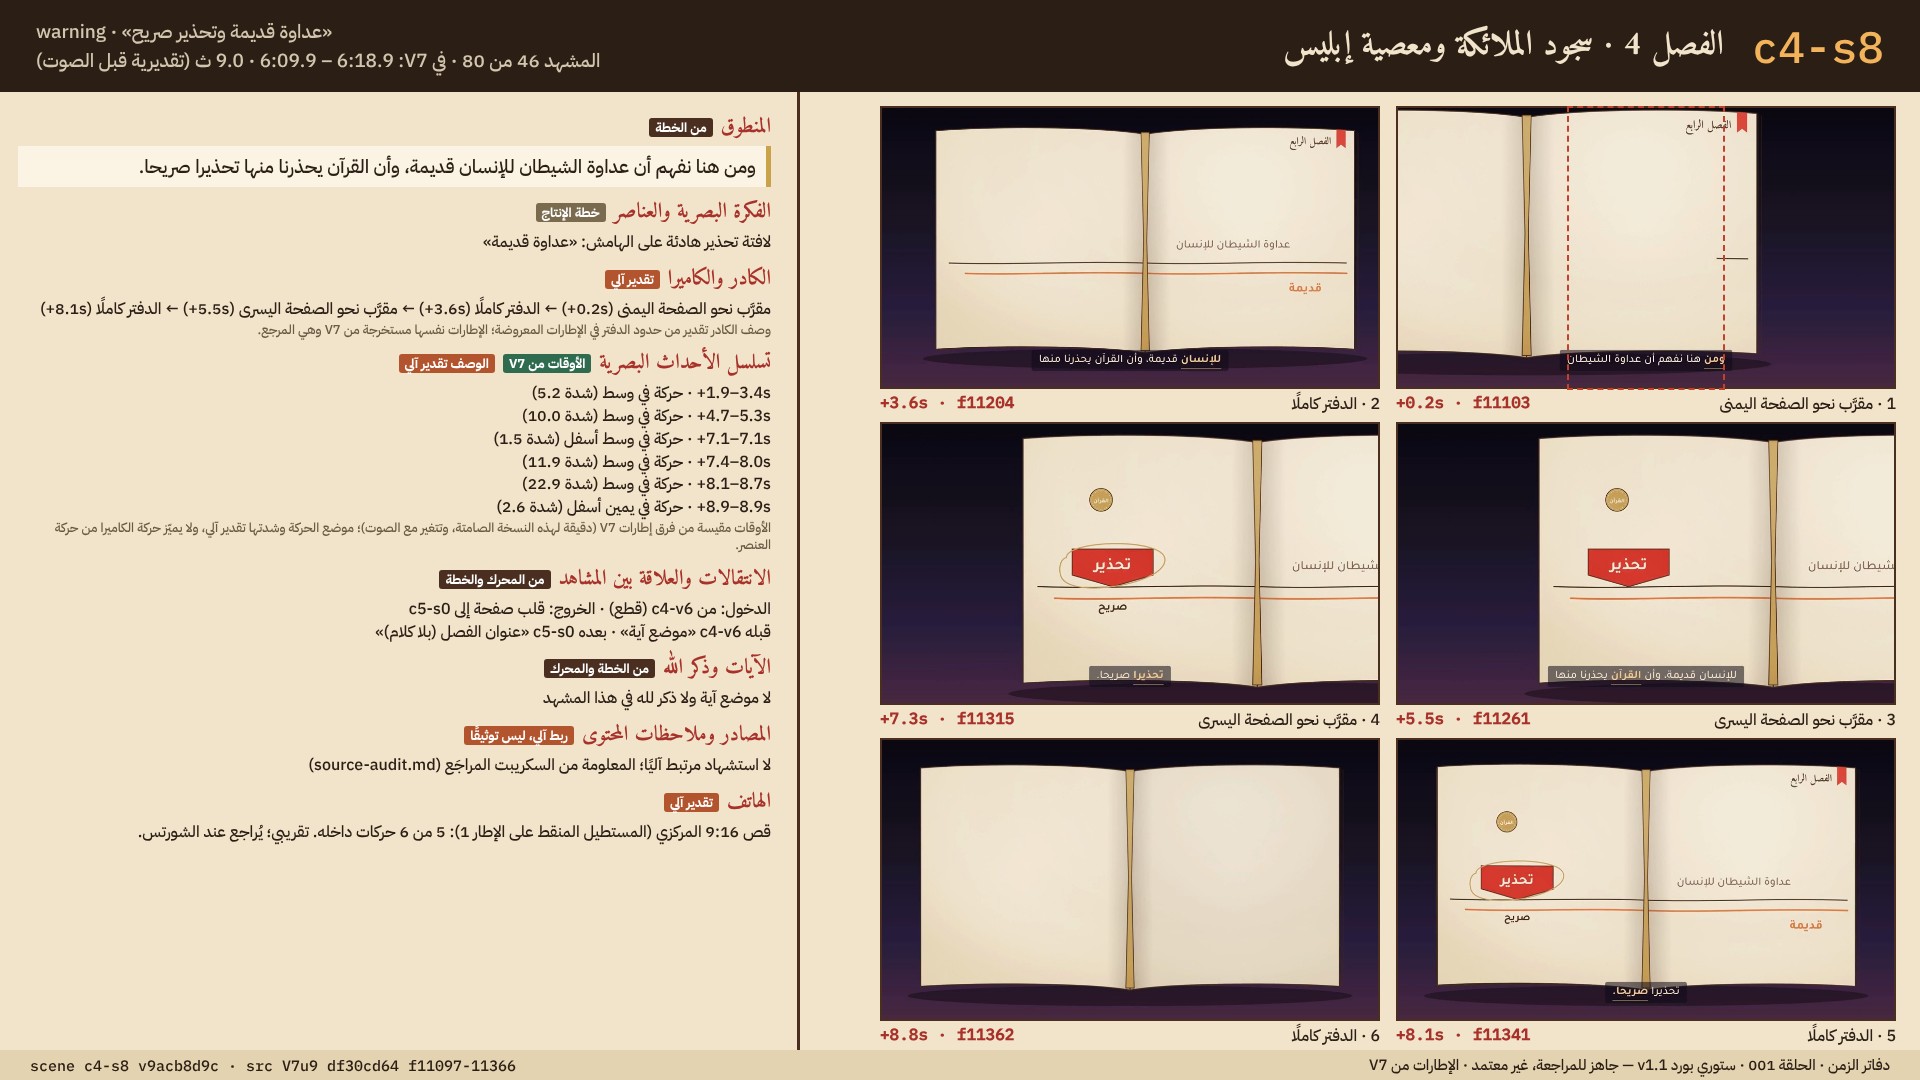 c4-s8
الفصل 4 · سجود الملائكة ومعصية إبليس
«عداوة قديمة وتحذير صريح» · warning
المشهد 46 من 80 · في V7: 6:09.9 – 6:18.9 · 9.0 ث (تقديرية قبل الصوت)
الفصل الرابع
ومن هنا نفهم أن عداوة الشيطان
1 · مقرَّب نحو الصفحة اليمنى
+0.2s · f11103
الفصل الرابع
عداوة الشيطان للإنسان
قديمة
للإنسان قديمة، وأن القرآن يحذرنا منها
2 · الدفتر كاملًا
+3.6s · f11204
القرآن
تحذير
شيطان للإنسان
للإنسان قديمة، وأن القرآن يحذرنا منها
3 · مقرَّب نحو الصفحة اليسرى
+5.5s · f11261
القرآن
تحذير
شيطان للإنسان
صريح
تحذيرا صريحا.
4 · مقرَّب نحو الصفحة اليسرى
+7.3s · f11315
الفصل الرابع
القرآن
تحذير
عداوة الشيطان للإنسان
صريح
قديمة
تحذيرا صريحا.
5 · الدفتر كاملًا
+8.1s · f11341
6 · الدفتر كاملًا
+8.8s · f11362
المنطوق من الخطة
ومن هنا نفهم أن عداوة الشيطان للإنسان قديمة، وأن القرآن يحذرنا منها تحذيرا صريحا.
الفكرة البصرية والعناصر خطة الإنتاج
لافتة تحذير هادئة على الهامش: «عداوة قديمة»
الكادر والكاميرا تقدير آلي
مقرَّب نحو الصفحة اليمنى (+0.2s) ← الدفتر كاملًا (+3.6s) ← مقرَّب نحو الصفحة اليسرى (+5.5s) ← الدفتر كاملًا (+8.1s)
وصف الكادر تقدير من حدود الدفتر في الإطارات المعروضة؛ الإطارات نفسها مستخرجة من V7 وهي المرجع.
تسلسل الأحداث البصرية الأوقات من V7 الوصف تقدير آلي
+1.9–3.4s · حركة في وسط (شدة 5.2)
+4.7–5.3s · حركة في وسط (شدة 10.0)
+7.1–7.1s · حركة في وسط أسفل (شدة 1.5)
+7.4–8.0s · حركة في وسط (شدة 11.9)
+8.1–8.7s · حركة في وسط (شدة 22.9)
+8.9–8.9s · حركة في يمين أسفل (شدة 2.6)
الأوقات مقيسة من فرق إطارات V7 (دقيقة لهذه النسخة الصامتة، وتتغير مع الصوت)؛ موضع الحركة وشدتها تقدير آلي، ولا يميّز حركة الكاميرا من حركة
العنصر.
الانتقالات والعلاقة بين المشاهد من المحرك والخطة
الدخول: من c4-v6 (قطع) · الخروج: قلب صفحة إلى c5-s0
قبله c4-v6 «موضع آية» · بعده c5-s0 «عنوان الفصل (بلا كلام)»
الآيات وذكر الله من الخطة والمحرك
لا موضع آية ولا ذكر لله في هذا المشهد
المصادر وملاحظات المحتوى ربط آلي، ليس توثيقًا
لا استشهاد مرتبط آليًا؛ المعلومة من السكريبت المراجَع (source-audit.md)
الهاتف تقدير آلي
قص 9:16 المركزي (المستطيل المنقط على الإطار 1): 5 من 6 حركات داخله. تقريبي؛ يُراجع عند الشورتس.
دفاتر الزمن · الحلقة 001 · ستوري بورد v1.1 — جاهز للمراجعة، غير معتمد · الإطارات من V7
scene c4-s8 v9acb8d9c · src V7u9 df30cd64 f11097-11366